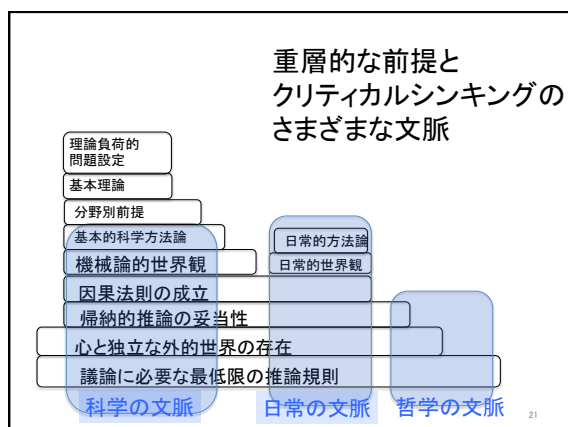 重層的な前提と
クリティカルシンキングの
さまざまな文脈
理論負荷的
問題設定
基本理論
分野別前提
基本的科学方法論
日常的方法論
機械論的世界観
日常的世界観
因果法則の成立
帰納的推論の妥当性
心と独立な外的世界の存在
議論に必要な最低限の推論規則
科学の文脈
日常の文脈
哲学の文脈
21